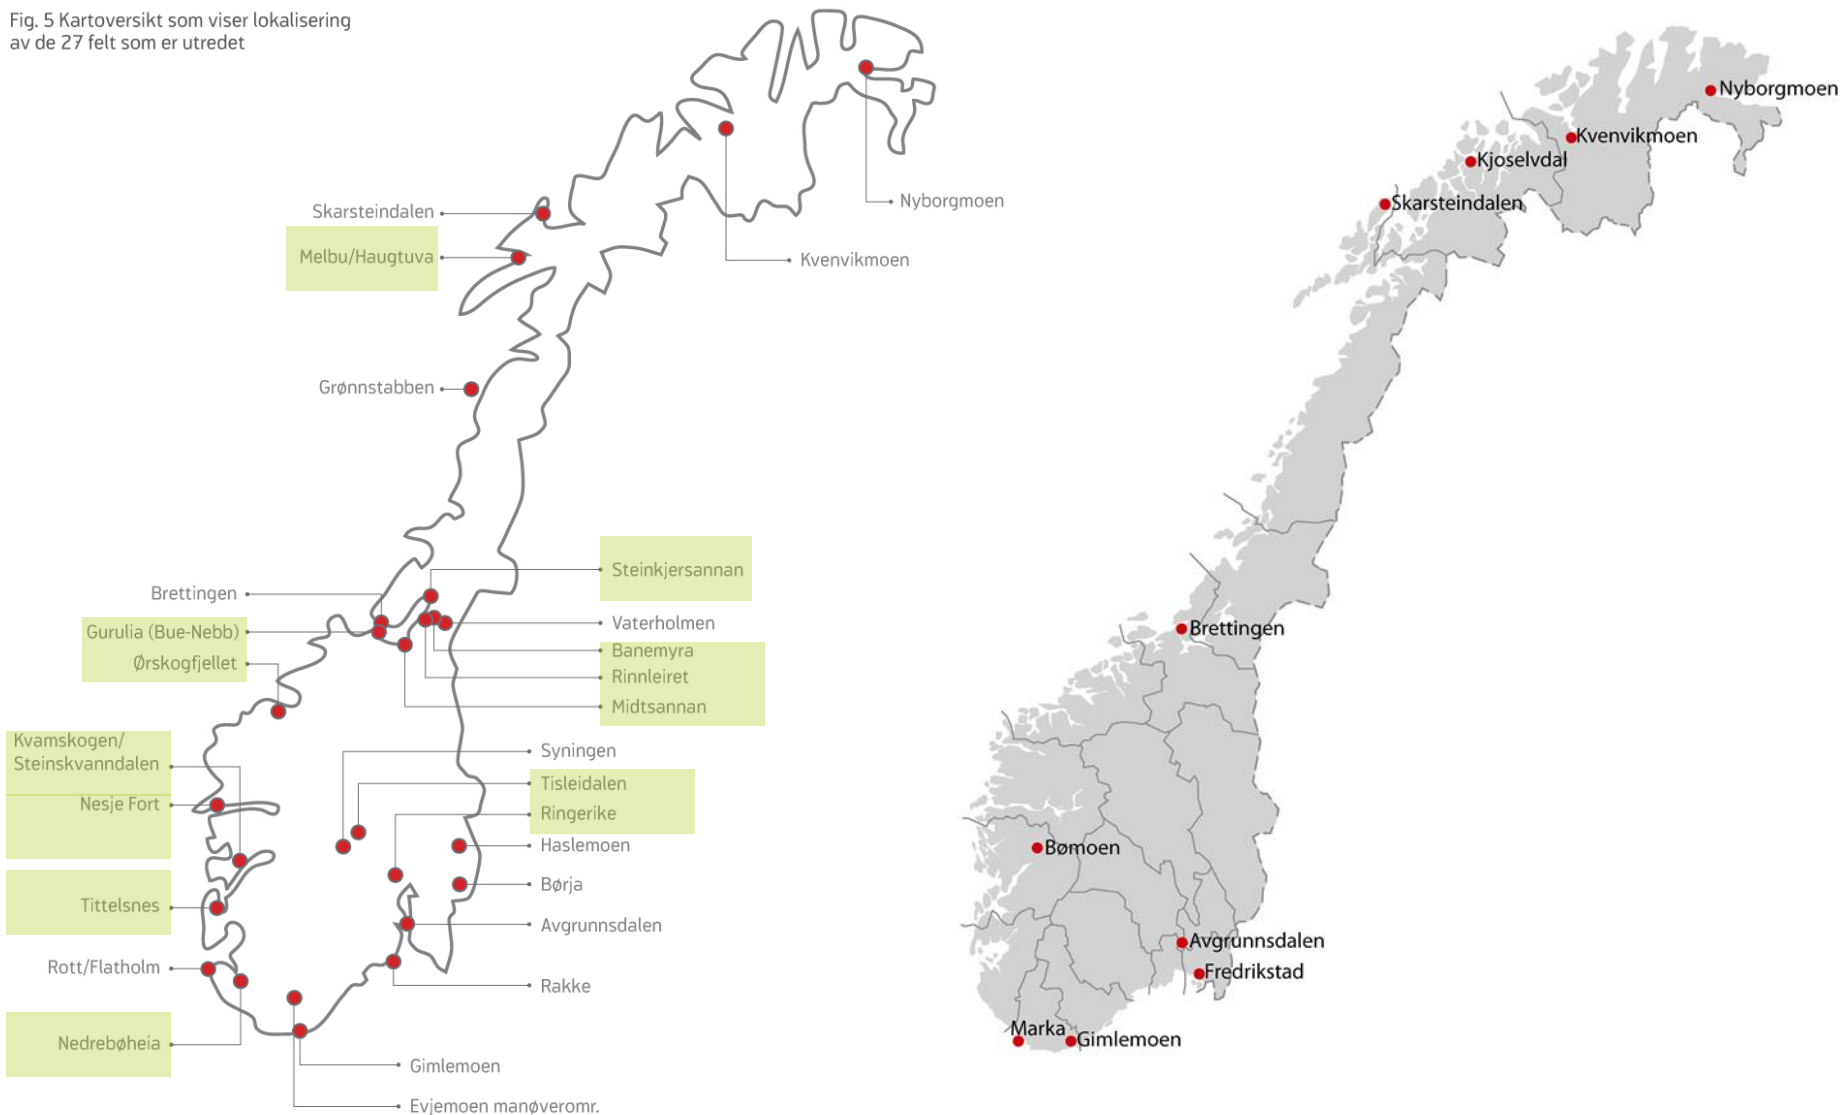 Fig. 5 Kartoversikt som viser lokalisering
av de 27 felt som er utredet
Nyborgmoen
Kvenvikmoen
Skarsteindalen
Melbu/Haugtuva
Grønnstabben
Steinkjersannan
Brettingen
Vaterholmen
Gurulia (Bue-Nebb)
Banemyra
Ørskogfjellet
Rinnleiret
Midtsannan
Kvamskogen/
Steinskvanndalen
Syningen
Tisleidalen
Nesje Fort
Ringerike
Haslemoen
Børja
Tittelsnes
Avgrunnsdalen
Rott/Flatholm
Rakke
Nedrebøheia
Gimlemoen
Evjemoen manøveromr.
Nyborgmoen
Kvenvikmoen
Kjoselvdal
Skarsteindalen
Brettingen
Bømoen
Avgrunnsdalen
Fredrikstad
Marka
Gimlemoen